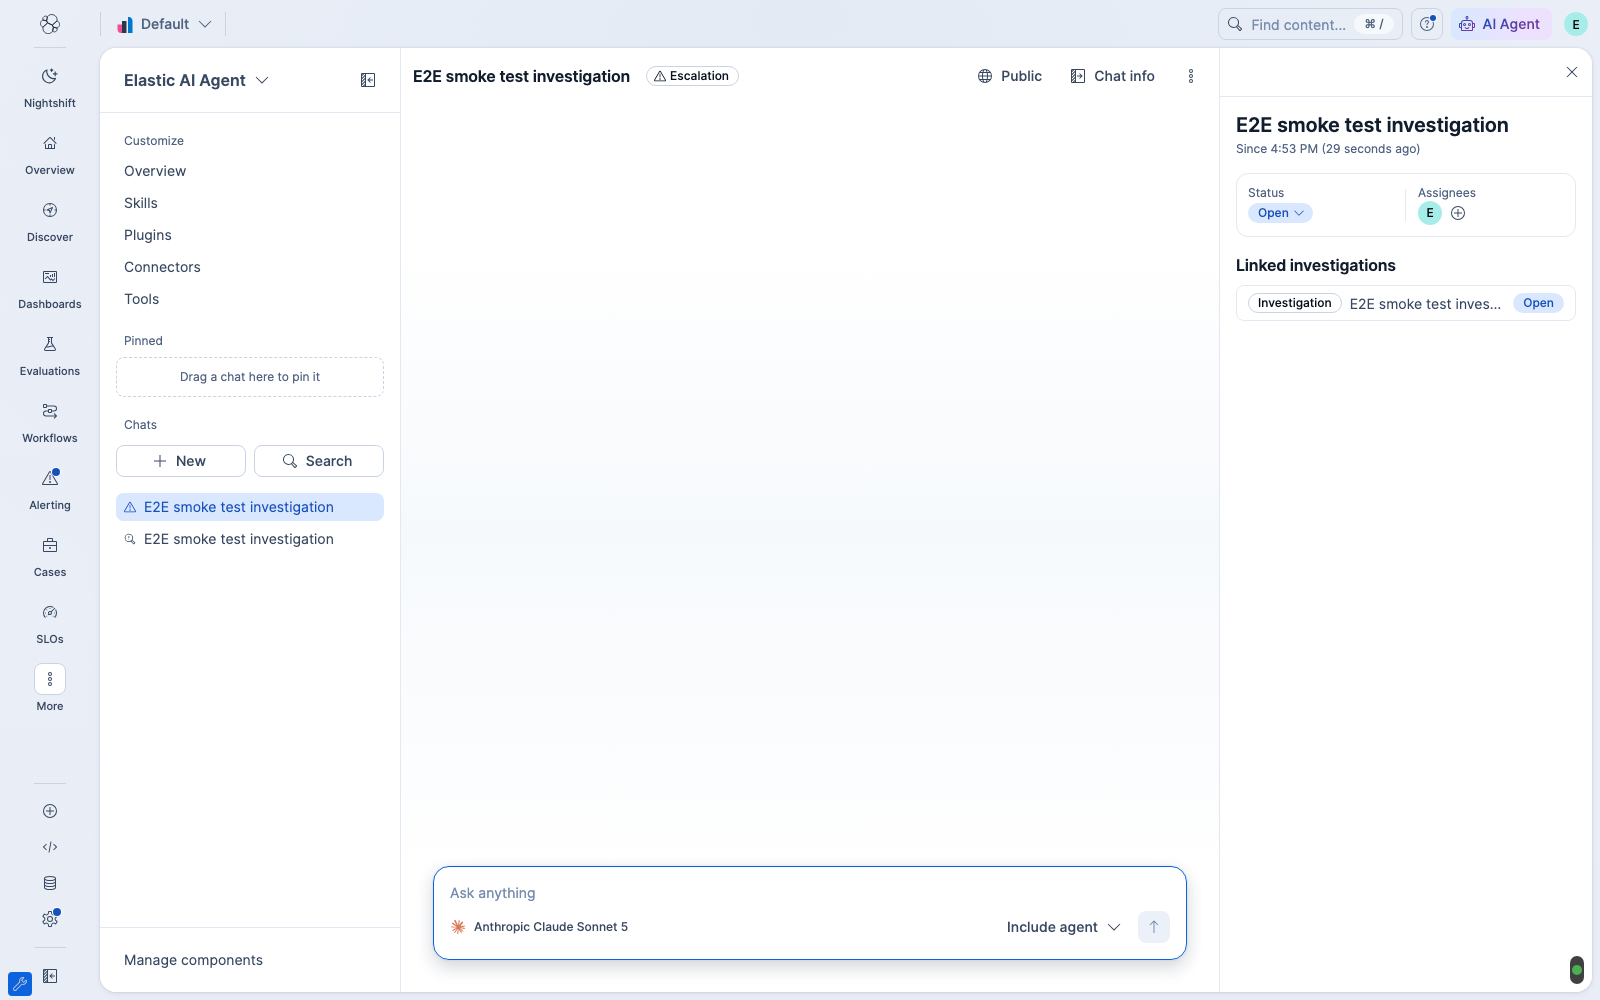 Default
Find content...
⌘ /
AI Agent
E
Nightshift
Overview
Discover
Dashboards
Evaluations
Workflows
Alerting
Cases
SLOs
More
Elastic AI Agent
Customize
Overview
Skills
Plugins
Connectors
Tools
Pinned
Drag a chat here to pin it
Chats
New
Search
E2E smoke test investigation
E2E smoke test investigation
Manage components
E2E smoke test investigation
Escalation
Public
Chat info
Ask anything
Anthropic Claude Sonnet 5
Include agent
E2E smoke test investigation
Since 4:53 PM (29 seconds ago)
Status
Open
Assignees
E
Linked investigations
Investigation E2E smoke test inves... Open